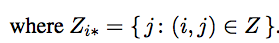 where Z_{i*} = { j : (i, j) ∈ Z }.